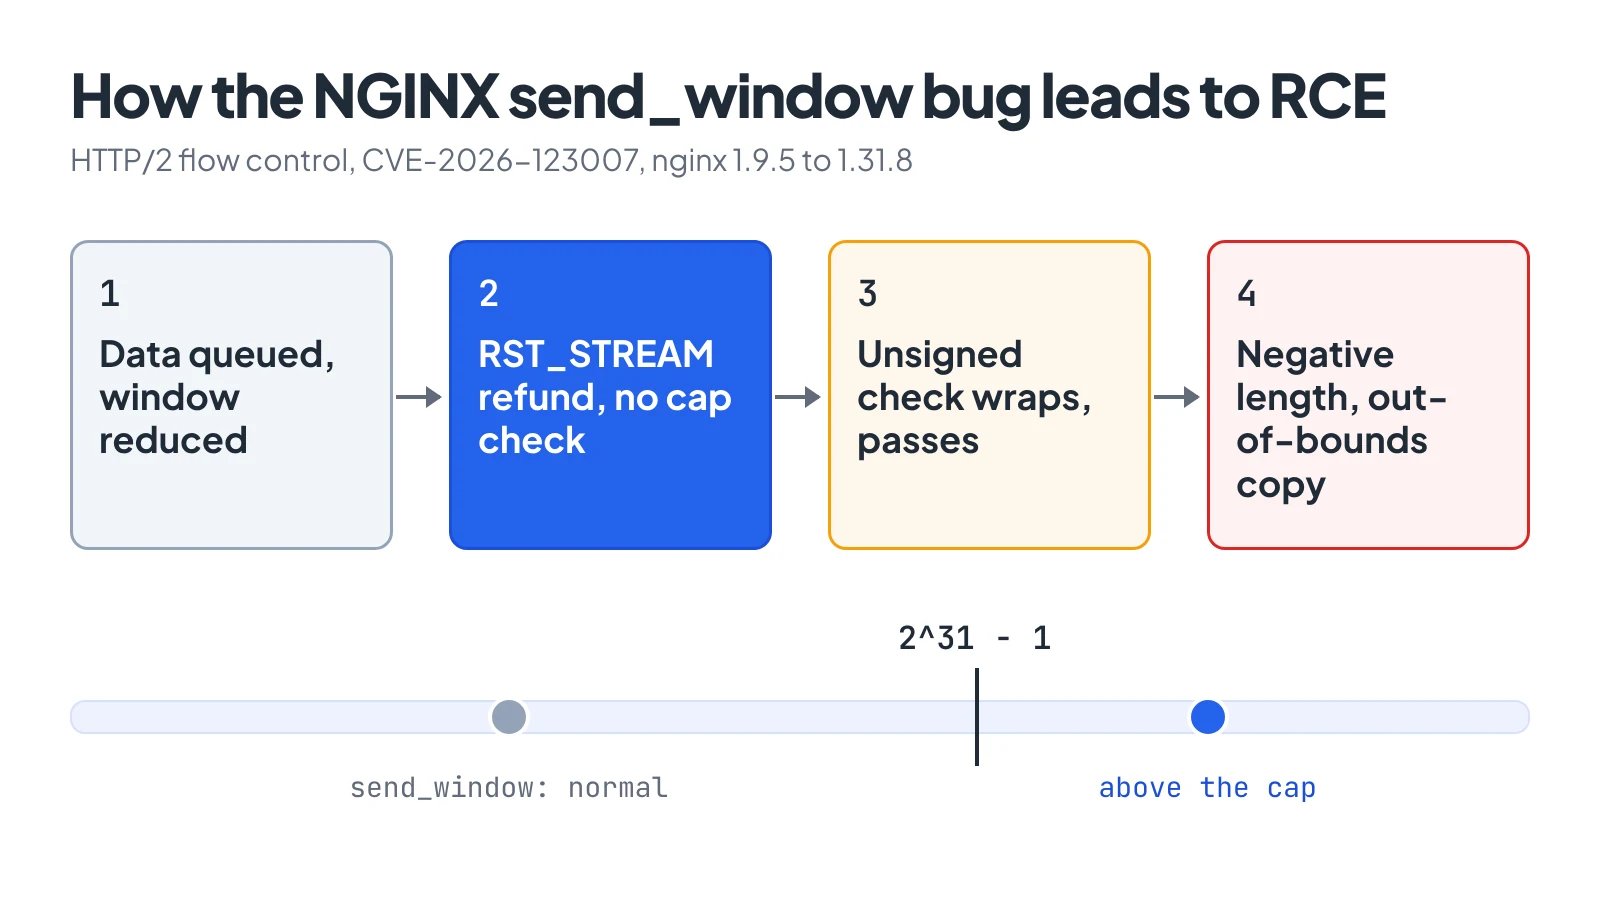 How the NGINX send_window bug leads to RCE
HTTP/2 flow control, CVE-2026-123007, nginx 1.9.5 to 1.31.8
1
Data queued,
window
reduced
2
RST_STREAM
refund, no cap
check
3
Unsigned
check wraps,
passes
4
Negative
length, out-
of-bounds
copy
2^31 - 1
send_window: normal
above the cap